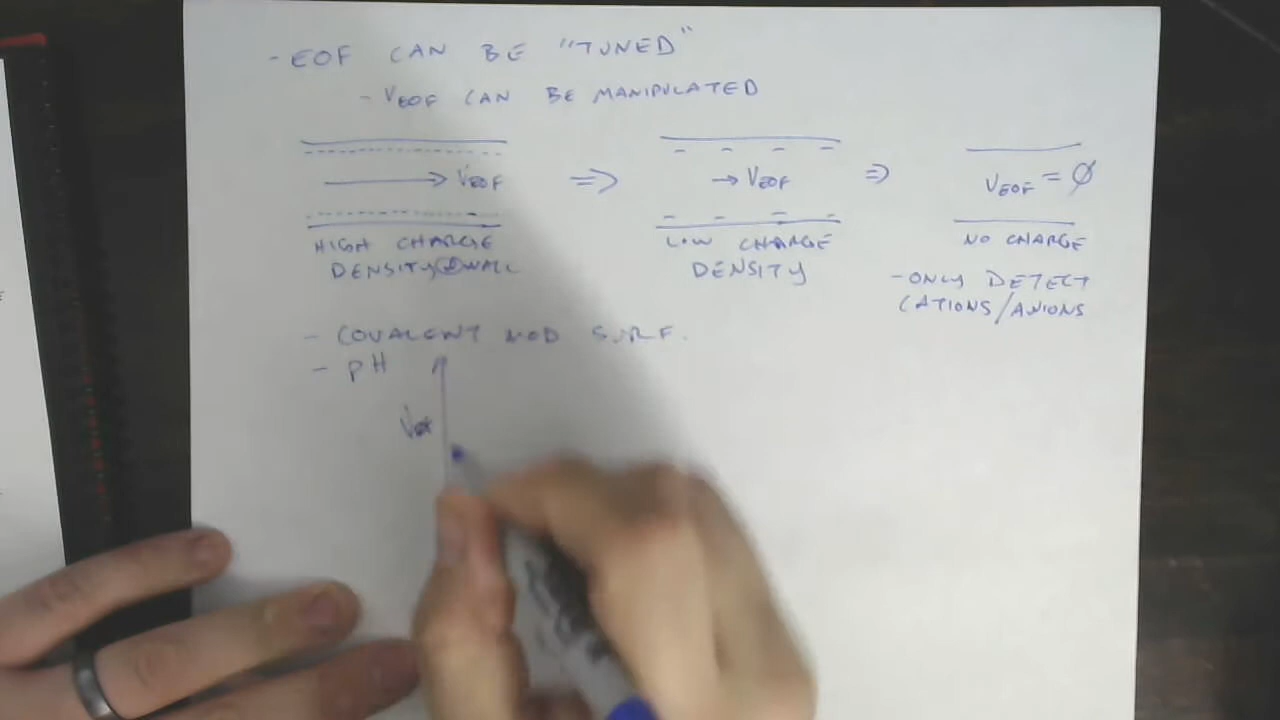 - EOF CAN BE "TUNED"
- VEOF CAN BE MANIPULATED
→ VEOF ⇒ → VEOF ⇒ VEOF = Ø
HIGH CHARGE DENSITY @ WALL
LOW CHARGE DENSITY
NO CHARGE
- ONLY DETECT CATIONS/ANIONS
- COVALENT MOD SURF.
- pH